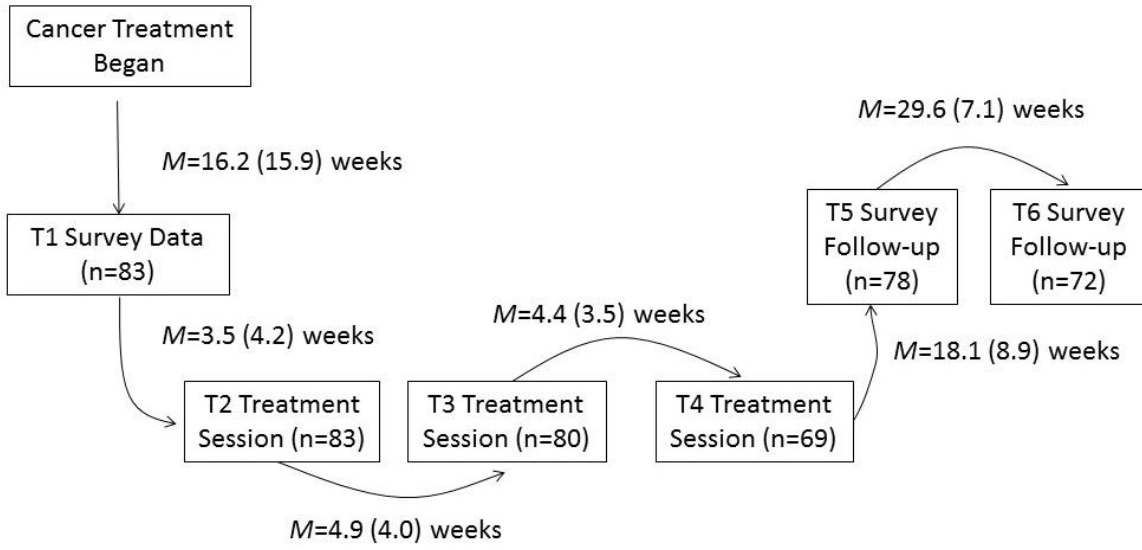 Cancer Treatment
Began
M=16.2 (15.9) weeks
T1 Survey Data
(n=83)
M=3.5 (4.2) weeks
T2 Treatment
Session (n=83)
M=4.9 (4.0) weeks
T3 Treatment
Session (n=80)
M=4.4 (3.5) weeks
T4 Treatment
Session (n=69)
M=18.1 (8.9) weeks
T5 Survey
Follow-up
(n=78)
M=29.6 (7.1) weeks
T6 Survey
Follow-up
(n=72)